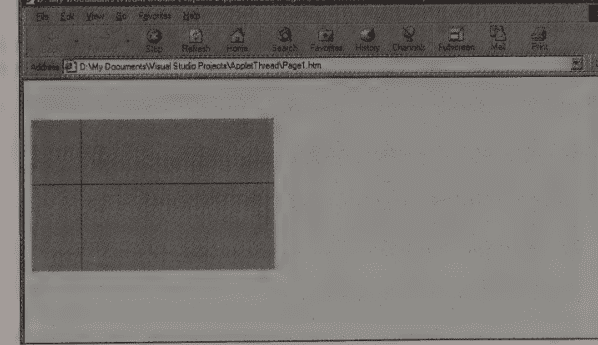 File Edit View Go Favorites Help
Stop Refresh Home Search Favorites History Channels Fullscreen Mail Print
Address D:\My Documents\Visual Studio Projects\AppletThread\Page1.htm